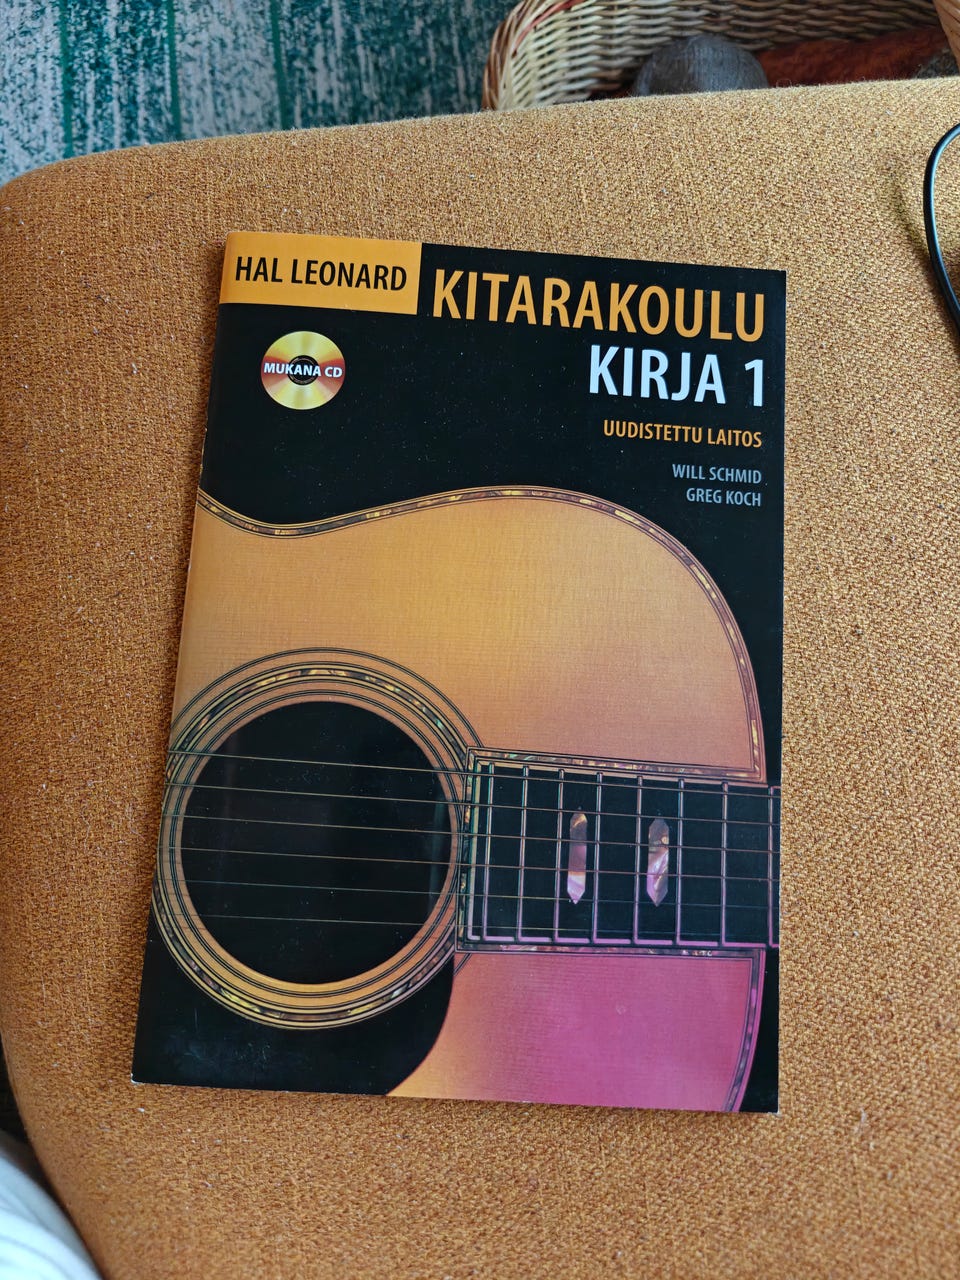 HAL LEONARD
KITARAKOULU
KIRJA 1
MUKANA CD
UUDISTETTU LAITOS
WILL SCHMID
GREG KOCH